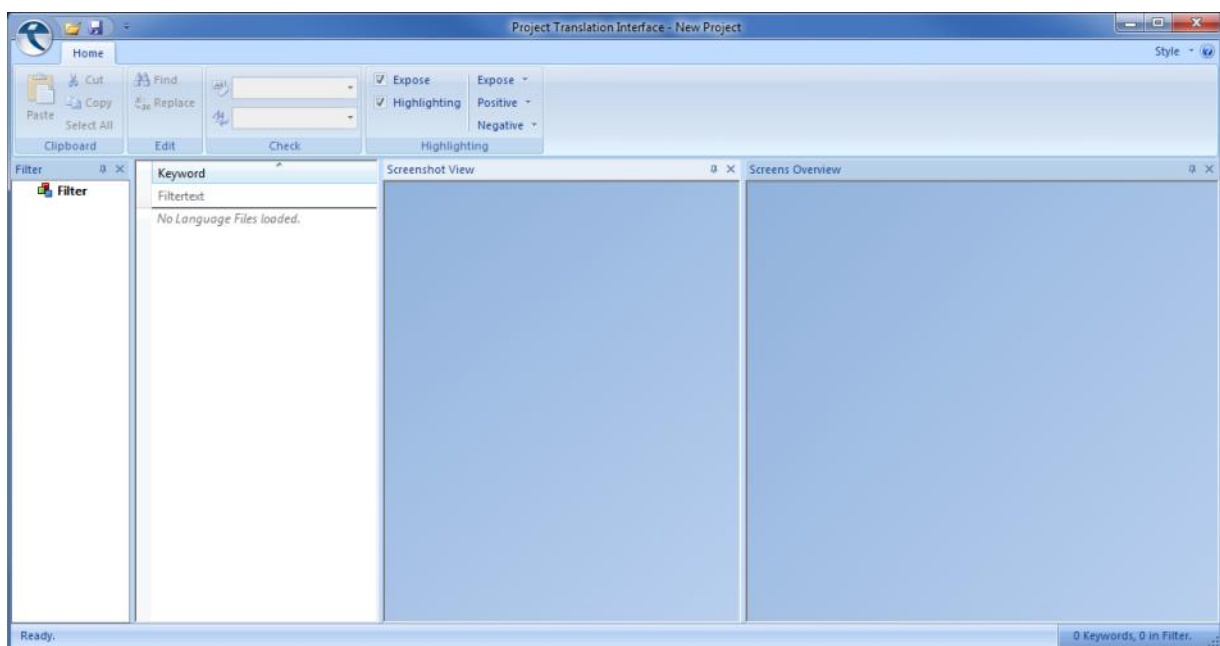 Project Translation Interface - New Project
Home
Style
Paste
Cut
Copy
Select All
Clipboard
Find
Replace
Edit
Check
Expose
Highlighting
Expose
Positive
Negative
Highlighting
Filter
Filter
Keyword
Filtertext
No Language Files loaded.
Screenshot View
Screens Overview
Ready.
0 Keywords, 0 in Filter.